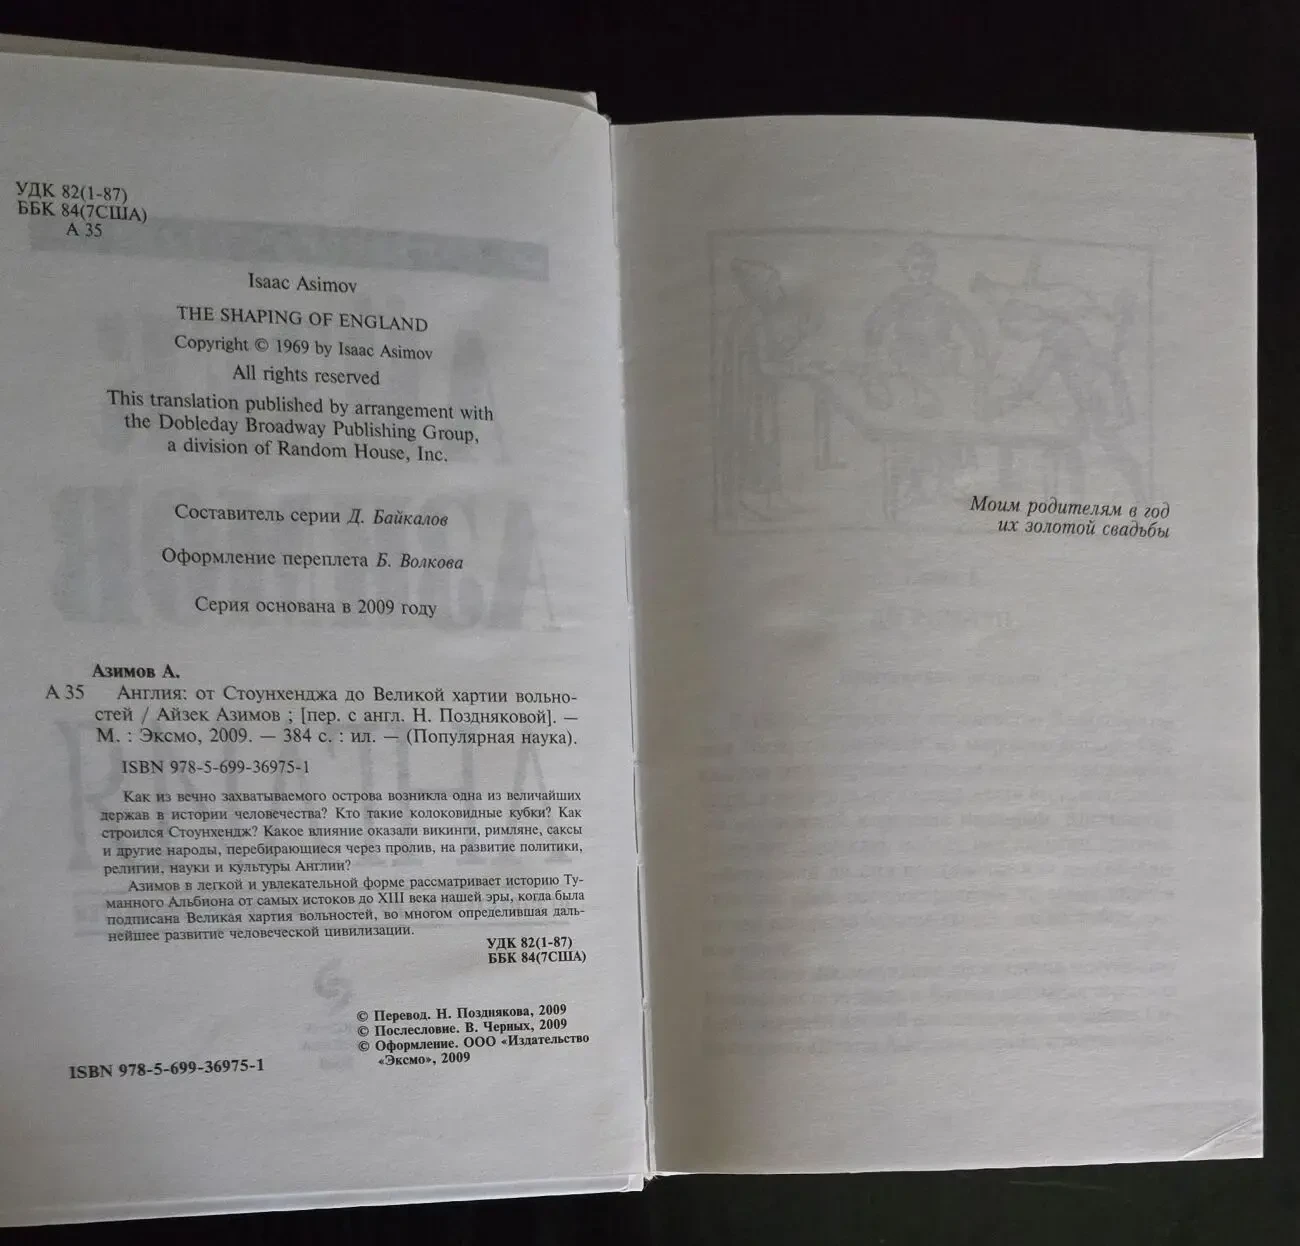 УДК 82(1-87)
ББК 84(7США)
А 35
Isaac Asimov
THE SHAPING OF ENGLAND
Copyright © 1969 by Isaac Asimov
All rights reserved
This translation published by arrangement with
the Dobleday Broadway Publishing Group,
a division of Random House, Inc.
Составитель серии Д. Байкалов
Оформление переплета Б. Волкова
Серия основана в 2009 году
Азимов А.
А 35 Англия: от Стоунхенджа до Великой хартии вольно-
стей / Айзек Азимов ; [пер. с англ. Н. Поздняковой]. —
М. : Эксмо, 2009. — 384 с. : ил. — (Популярная наука).
ISBN 978-5-699-36975-1
Как из вечно захватываемого острова возникла одна из величайших
держав в истории человечества? Кто такие колоковидные кубки? Как
строился Стоунхендж? Какое влияние оказали викинги, римляне, саксы
и другие народы, перебирающиеся через пролив, на развитие политики,
религии, науки и культуры Англии?
Азимов в легкой и увлекательной форме рассматривает историю Ту-
манного Альбиона от самых истоков до XIII века нашей эры, когда была
подписана Великая хартия вольностей, во многом определившая даль-
нейшее развитие человеческой цивилизации.
УДК 82(1-87)
ББК 84(7США)
© Перевод. Н. Позднякова, 2009
© Послесловие. В. Черных, 2009
© Оформление. ООО «Издательство
«Эксмо», 2009
ISBN 978-5-699-36975-1
Моим родителям в год
их золотой свадьбы